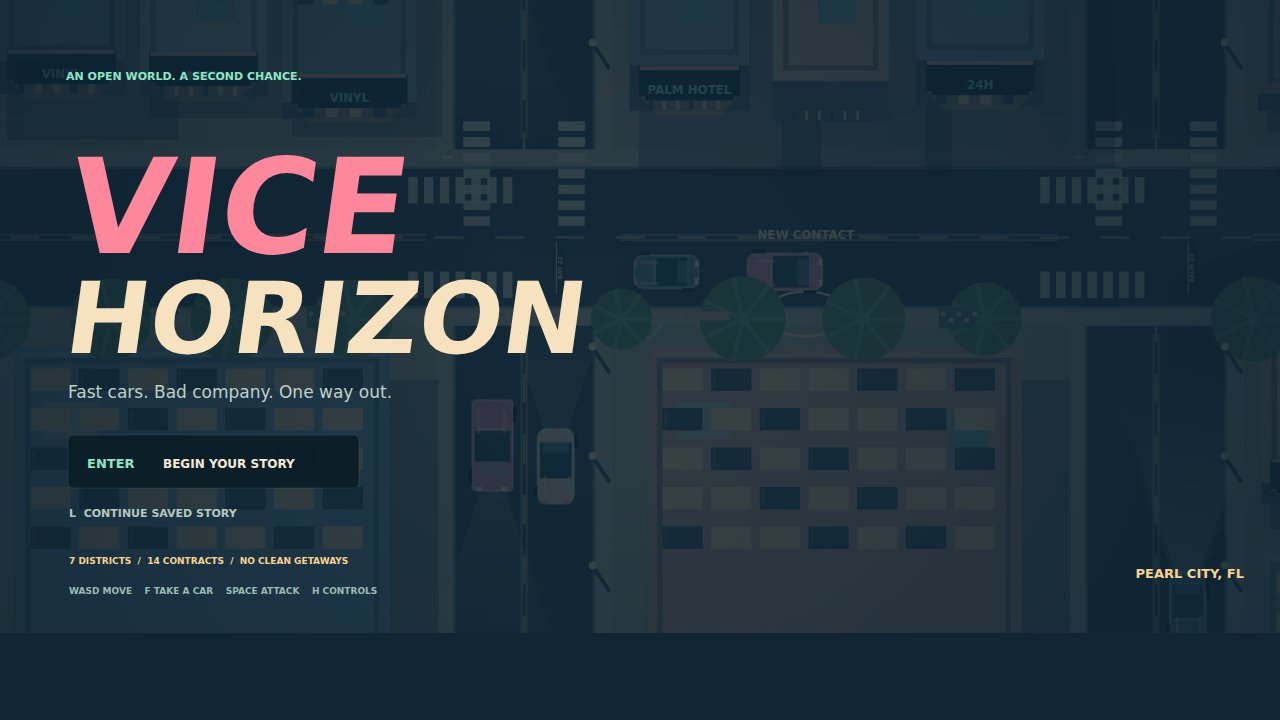 AN OPEN WORLD. A SECOND CHANCE.
VINYL
PALM HOTEL
24H
VICE
HORIZON
NEW CONTACT
Fast cars. Bad company. One way out.
ENTER BEGIN YOUR STORY
L CONTINUE SAVED STORY
7 DISTRICTS / 14 CONTRACTS / NO CLEAN GETAWAYS
WASD MOVE F TAKE A CAR SPACE ATTACK H CONTROLS
PEARL CITY, FL